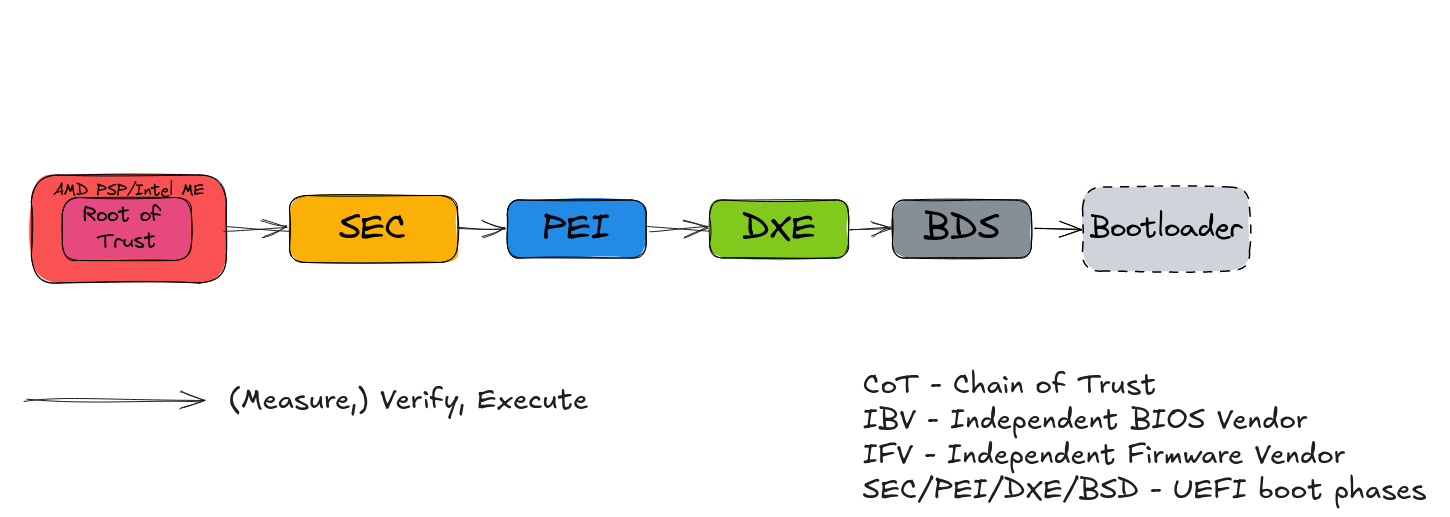 AMD PSP/Intel ME
Root of
Trust
SEC
PEI
DXE
BDS
Bootloader
(Measure,) Verify, Execute
CoT - Chain of Trust
IBV - Independent BIOS Vendor
IFV - Independent Firmware Vendor
SEC/PEI/DXE/BSD - UEFI boot phases